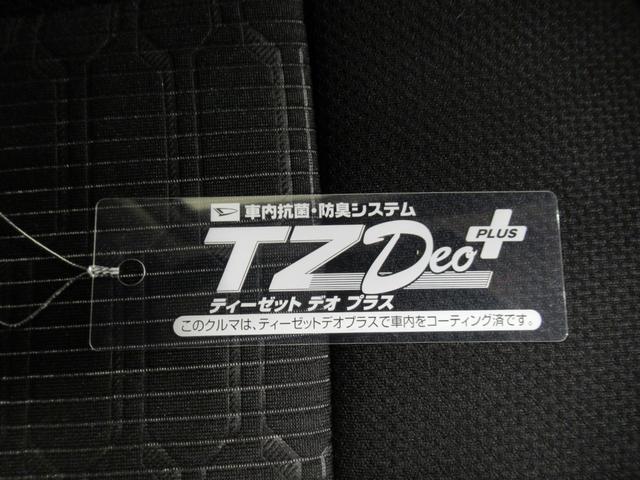 車内抗菌・防臭システム
TZ Deo PLUS
ティーゼット デオ プラス
このクルマは、ティーゼットデオプラスで車内をコーティング済です。